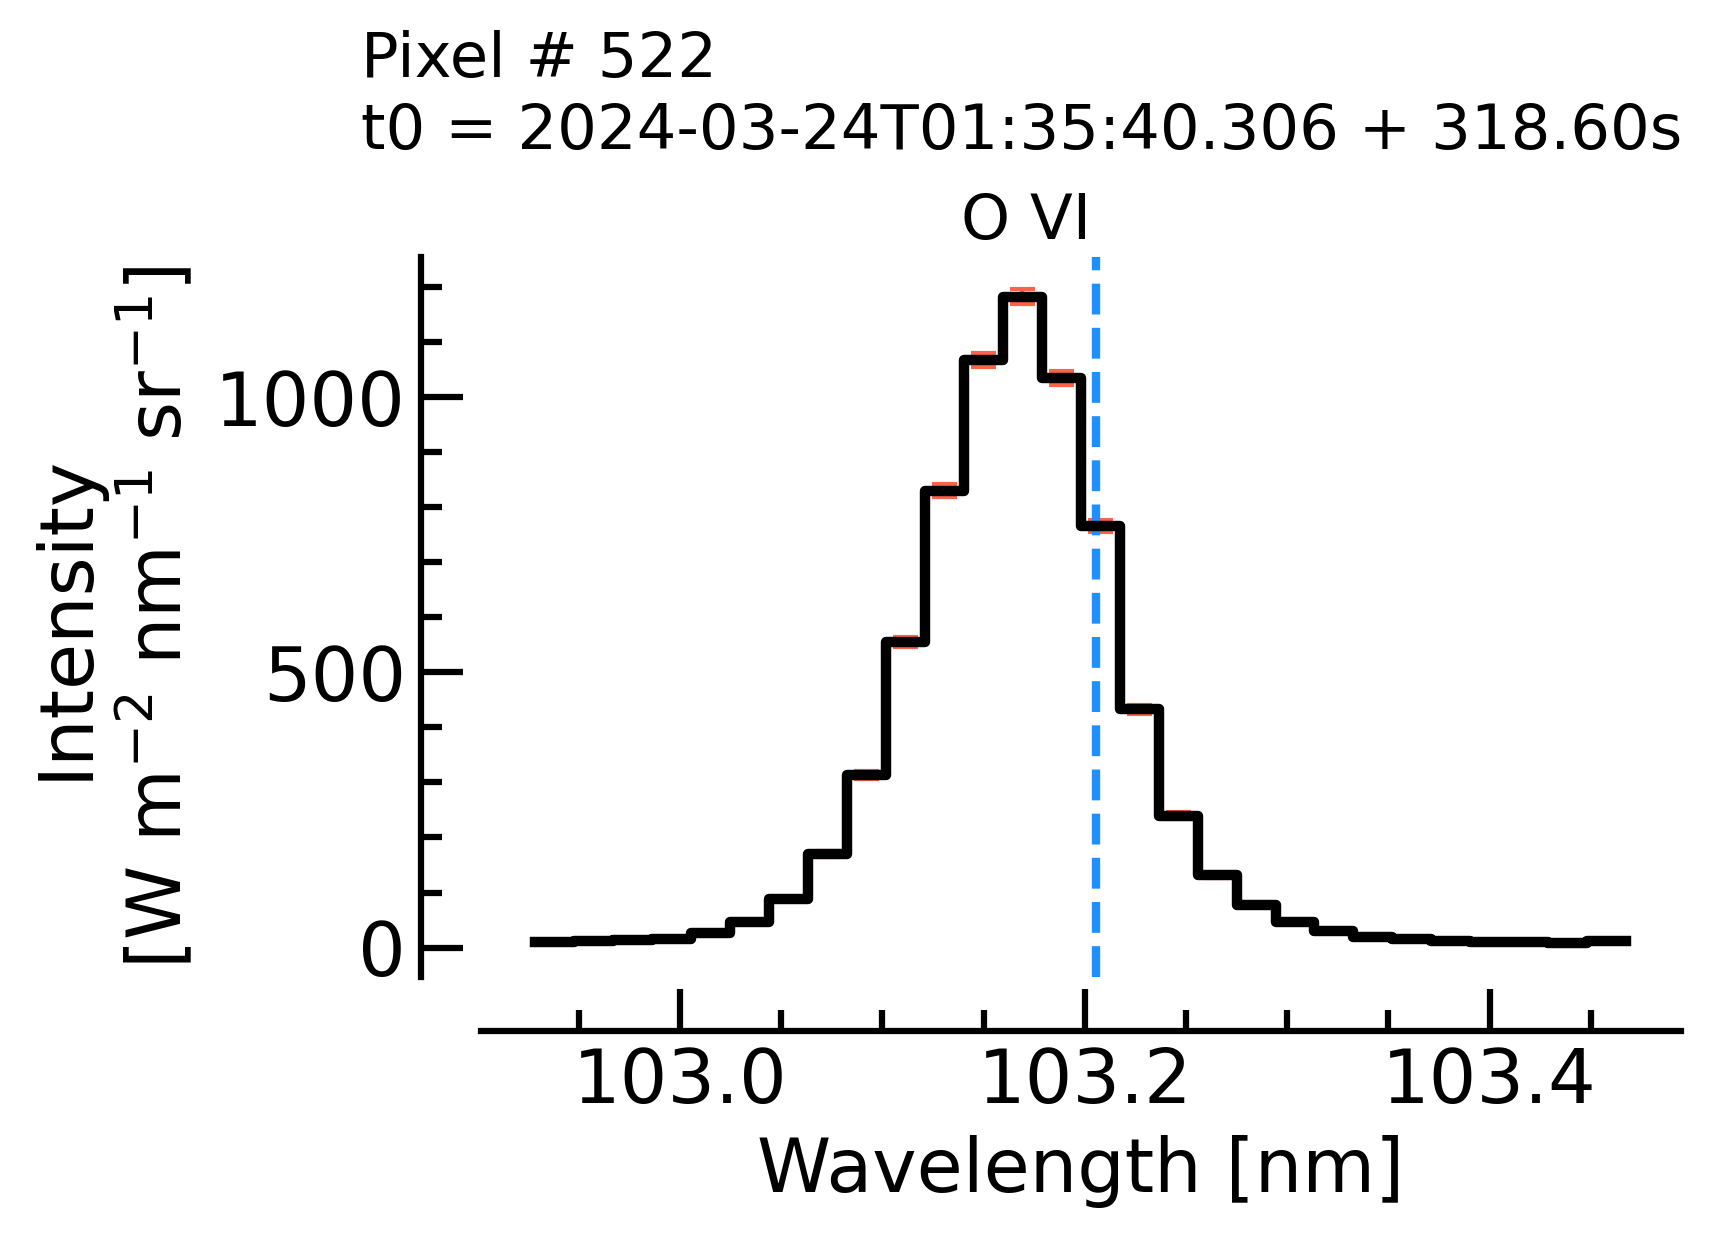 Pixel # 522
t0 = 2024-03-24T01:35:40.306 + 318.60s
O VI
Intensity
[W m⁻² nm⁻¹ sr⁻¹]
1000
500
0
103.0 103.2 103.4
Wavelength [nm]